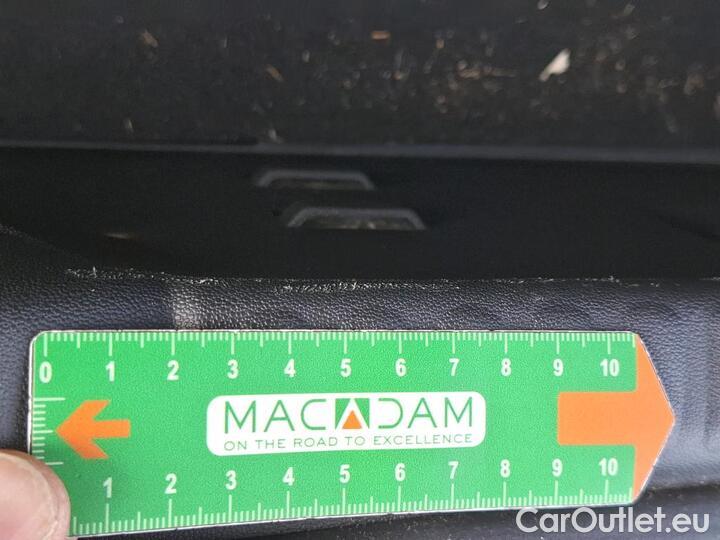 0 1 2 3 4 5 6 7 8 9 10
MACADAM
ON THE ROAD TO EXCELLENCE
1 2 3 4 5 6 7 8 9 10
CarOutlet.eu